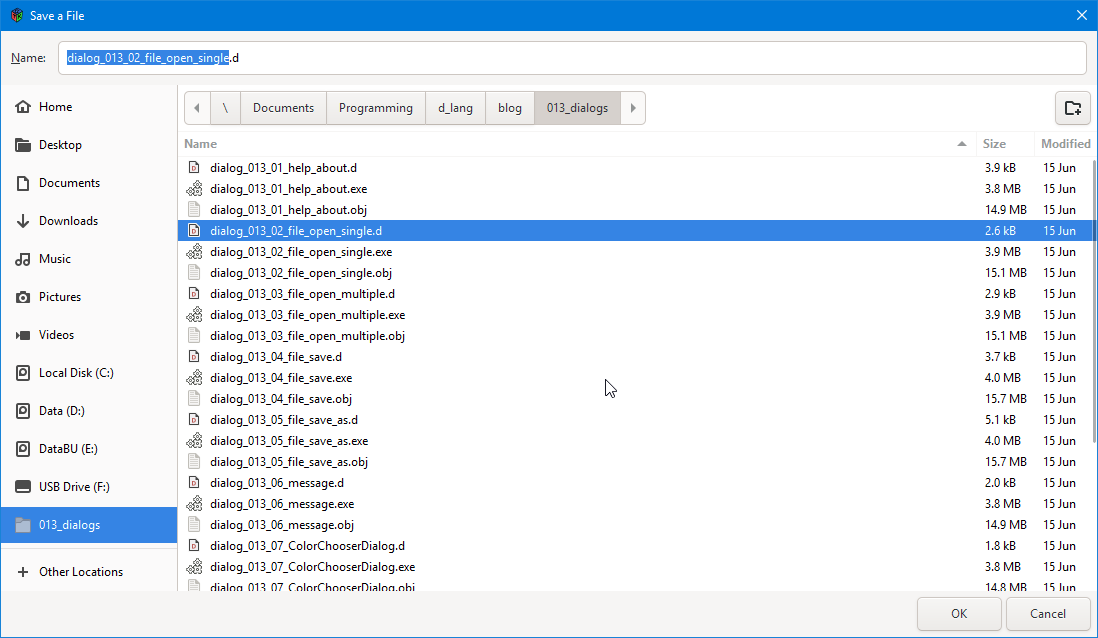 Save a File
Name: dialog_013_02_file_open_single.d
Home
Desktop
Documents
Downloads
Music
Pictures
Videos
Local Disk (C:)
Data (D:)
DataBU (E:)
USB Drive (F:)
013_dialogs
Other Locations
\ Documents Programming d_lang blog 013_dialogs
Name Size Modified
dialog_013_01_help_about.d 3.9 kB 15 Jun
dialog_013_01_help_about.exe 3.8 MB 15 Jun
dialog_013_01_help_about.obj 14.9 MB 15 Jun
dialog_013_02_file_open_single.d 2.6 kB 15 Jun
dialog_013_02_file_open_single.exe 3.9 MB 15 Jun
dialog_013_02_file_open_single.obj 15.1 MB 15 Jun
dialog_013_03_file_open_multiple.d 2.9 kB 15 Jun
dialog_013_03_file_open_multiple.exe 3.9 MB 15 Jun
dialog_013_03_file_open_multiple.obj 15.1 MB 15 Jun
dialog_013_04_file_save.d 3.7 kB 15 Jun
dialog_013_04_file_save.exe 4.0 MB 15 Jun
dialog_013_04_file_save.obj 15.7 MB 15 Jun
dialog_013_05_file_save_as.d 5.1 kB 15 Jun
dialog_013_05_file_save_as.exe 4.0 MB 15 Jun
dialog_013_05_file_save_as.obj 15.7 MB 15 Jun
dialog_013_06_message.d 2.0 kB 15 Jun
dialog_013_06_message.exe 3.8 MB 15 Jun
dialog_013_06_message.obj 14.9 MB 15 Jun
dialog_013_07_ColorChooserDialog.d 1.8 kB 15 Jun
dialog_013_07_ColorChooserDialog.exe 3.8 MB 15 Jun
dialog_013_07_ColorChooserDialog.obj 14.8 MB 15 Jun
OK Cancel